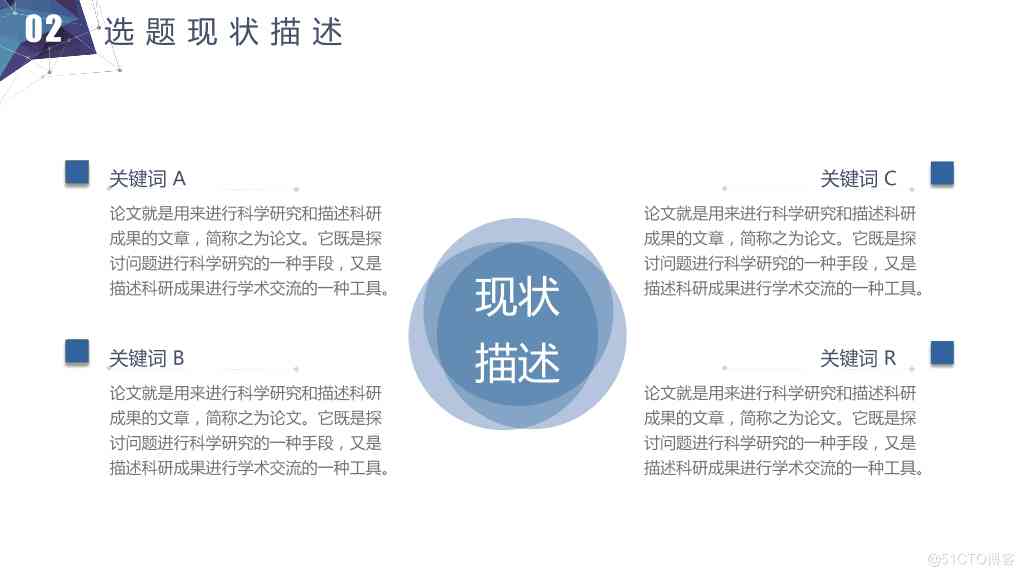 02 选题现状描述
关键词 A
论文就是用来进行科学研究和描述科研
成果的文章，简称之为论文。它既是探
讨问题进行科学研究的一种手段，又是
描述科研成果进行学术交流的一种工具。
关键词 B
论文就是用来进行科学研究和描述科研
成果的文章，简称之为论文。它既是探
讨问题进行科学研究的一种手段，又是
描述科研成果进行学术交流的一种工具。
现状
描述
关键词 C
论文就是用来进行科学研究和描述科研
成果的文章，简称之为论文。它既是探
讨问题进行科学研究的一种手段，又是
描述科研成果进行学术交流的一种工具。
关键词 R
论文就是用来进行科学研究和描述科研
成果的文章，简称之为论文。它既是探
讨问题进行科学研究的一种手段，又是
描述科研成果进行学术交流的一种工具。
@51CTO博客